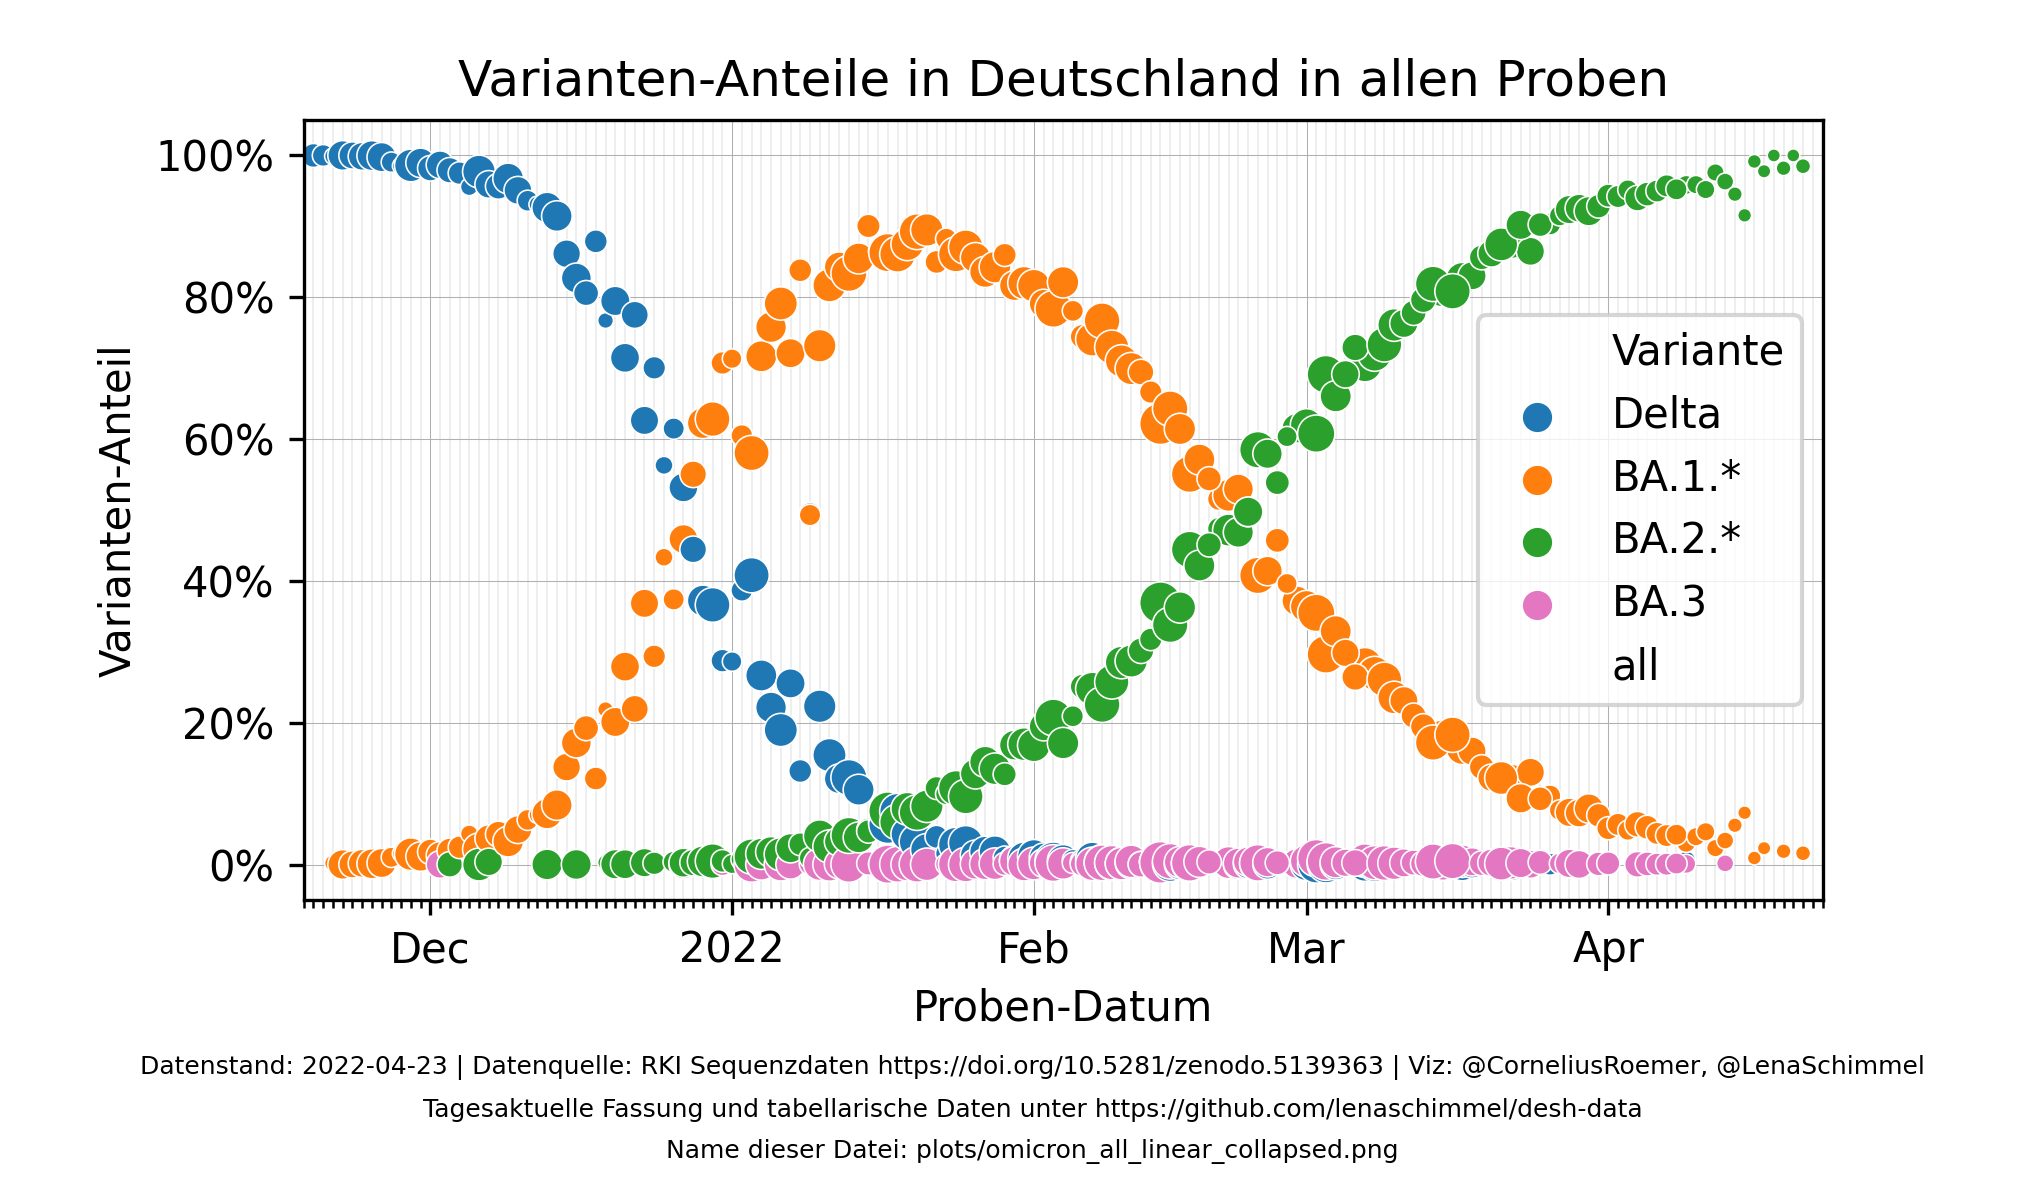 Varianten-Anteile in Deutschland in allen Proben
Varianten-Anteil
100%
80%
60%
40%
20%
0%
Variante
Delta
BA.1.*
BA.2.*
BA.3
all
Dec
2022
Feb
Mar
Apr
Proben-Datum
Datenstand: 2022-04-23 | Datenquelle: RKI Sequenzdaten https://doi.org/10.5281/zenodo.5139363 | Viz: @CorneliusRoemer, @LenaSchimmel
Tagesaktuelle Fassung und tabellarische Daten unter https://github.com/lenaschimmel/desh-data
Name dieser Datei: plots/omicron_all_linear_collapsed.png